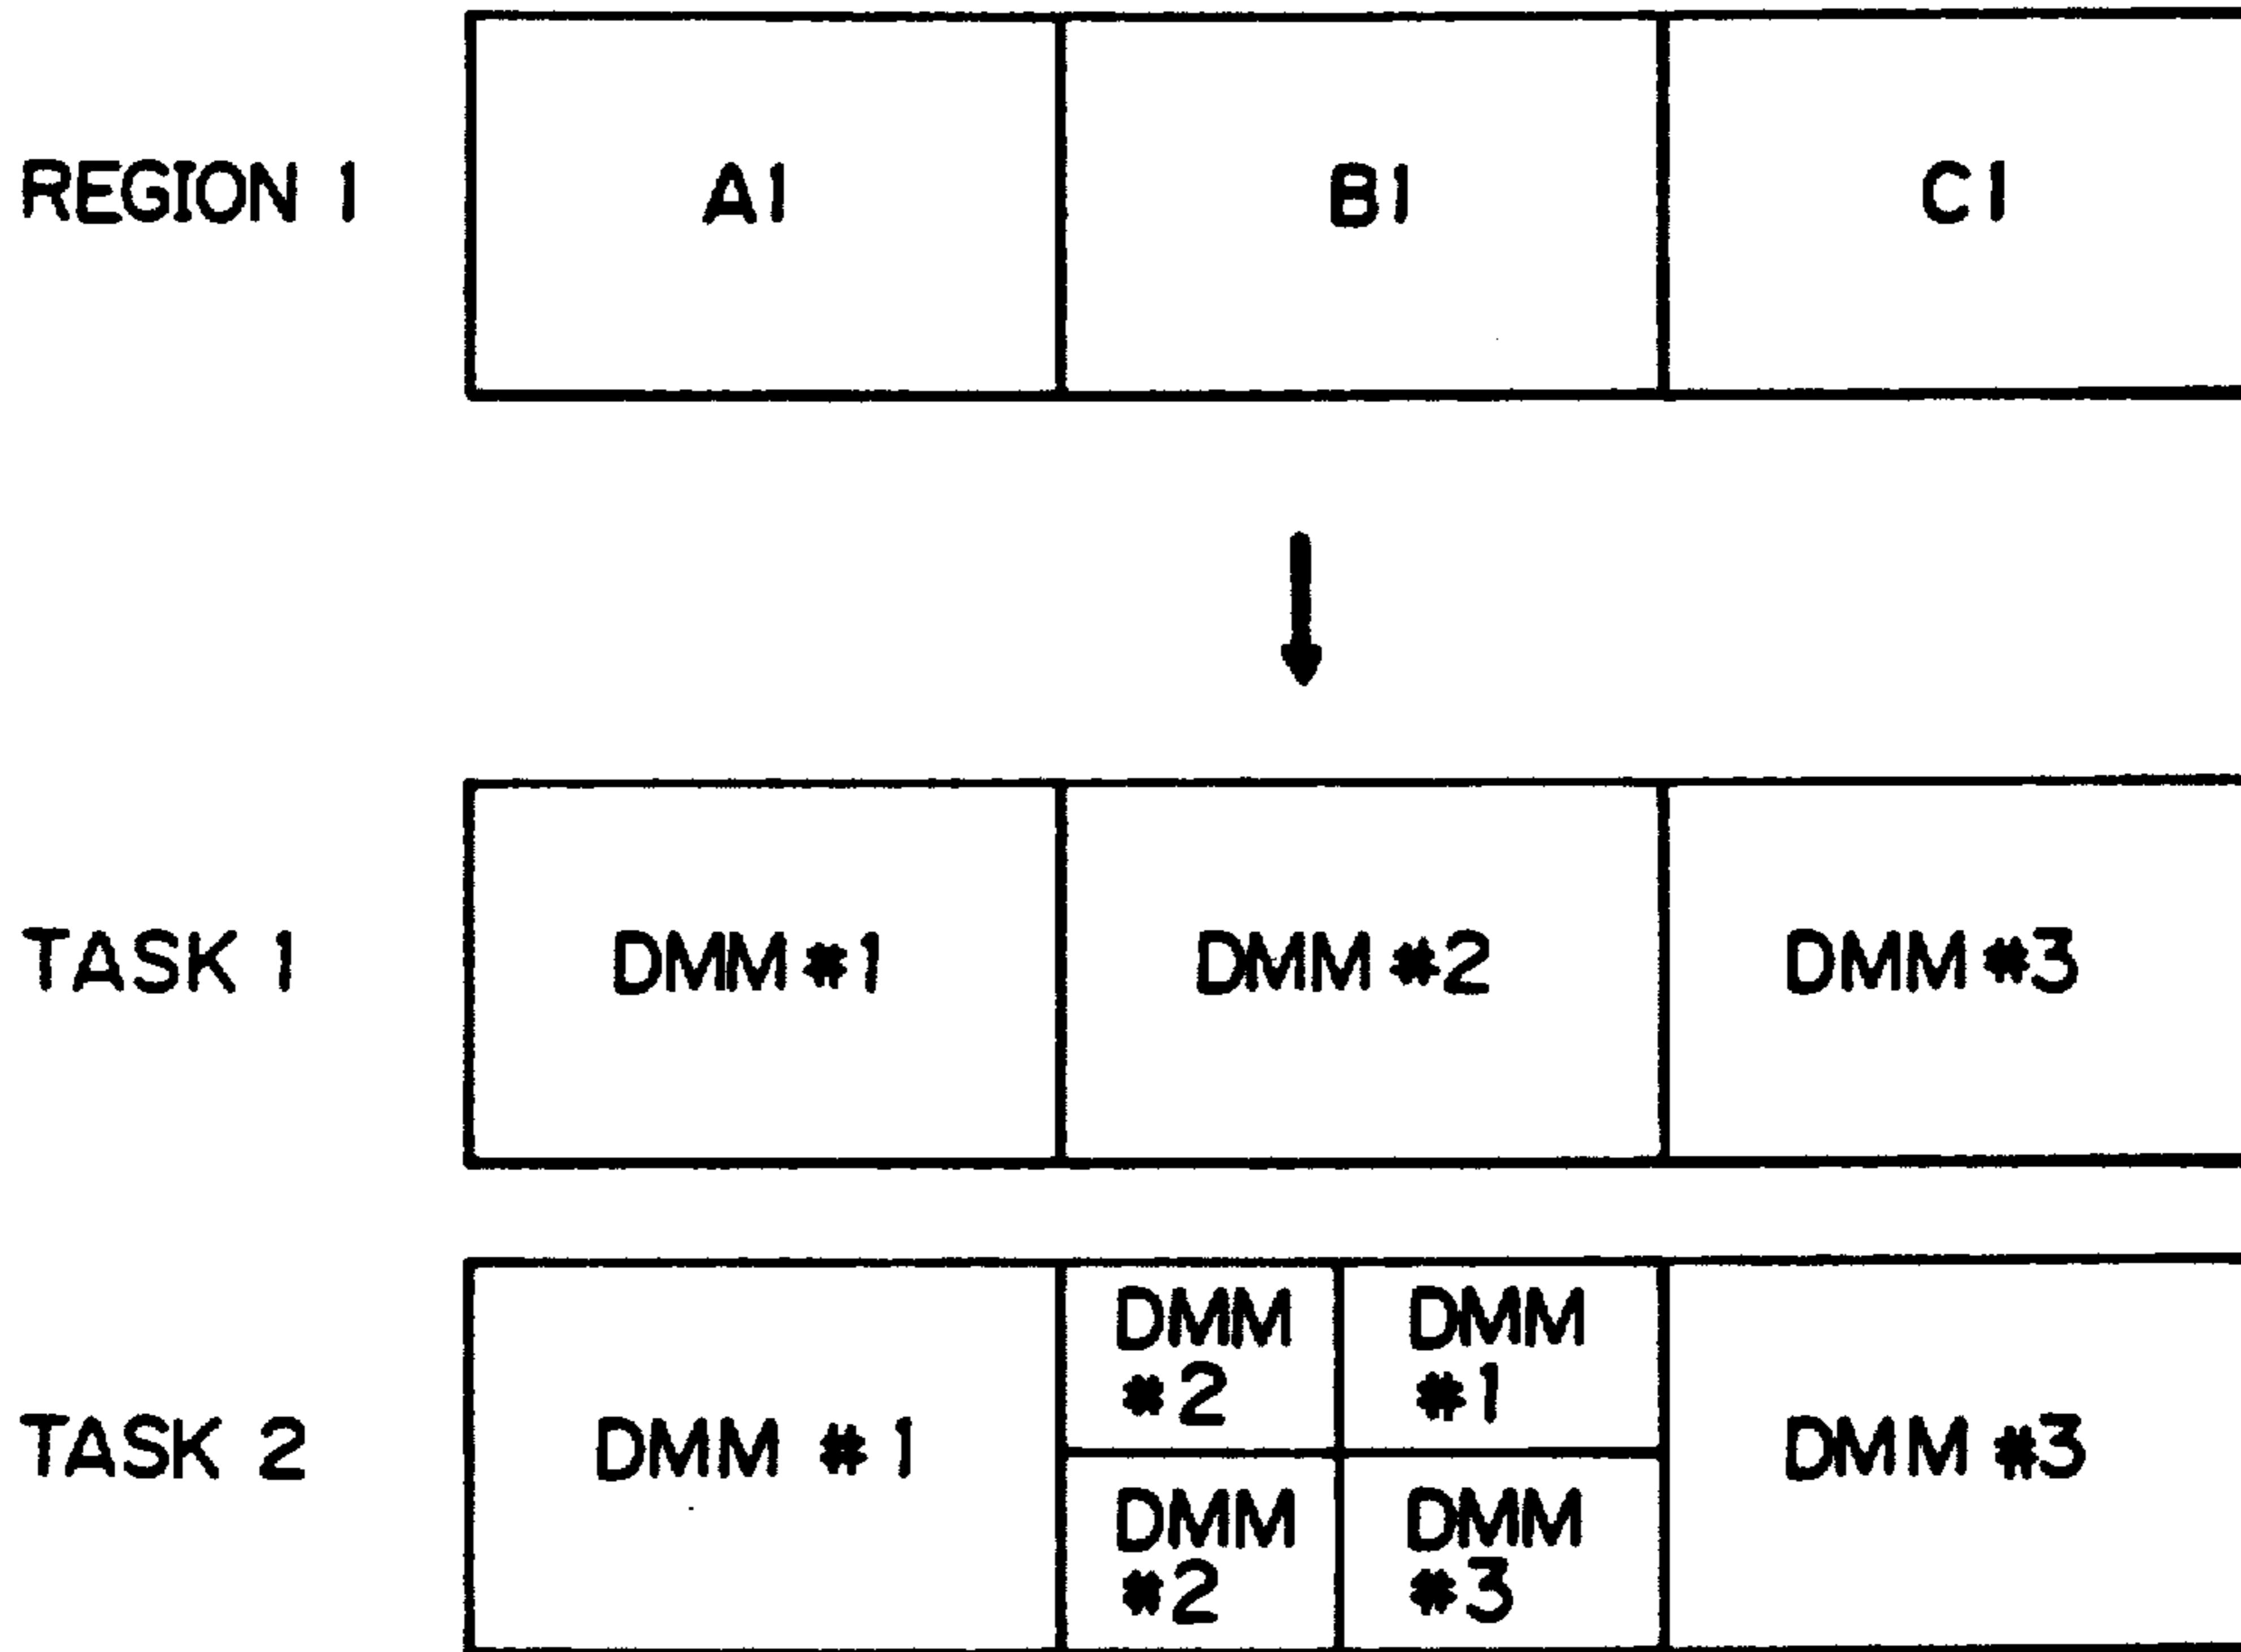 REGION 1 A1 B1 C1
TASK 1 DMM #1 DMM #2 DMM #3
TASK 2 DMM # 1 DMM #2 DMM #1 DMM #3
DMM #2 DMM #3